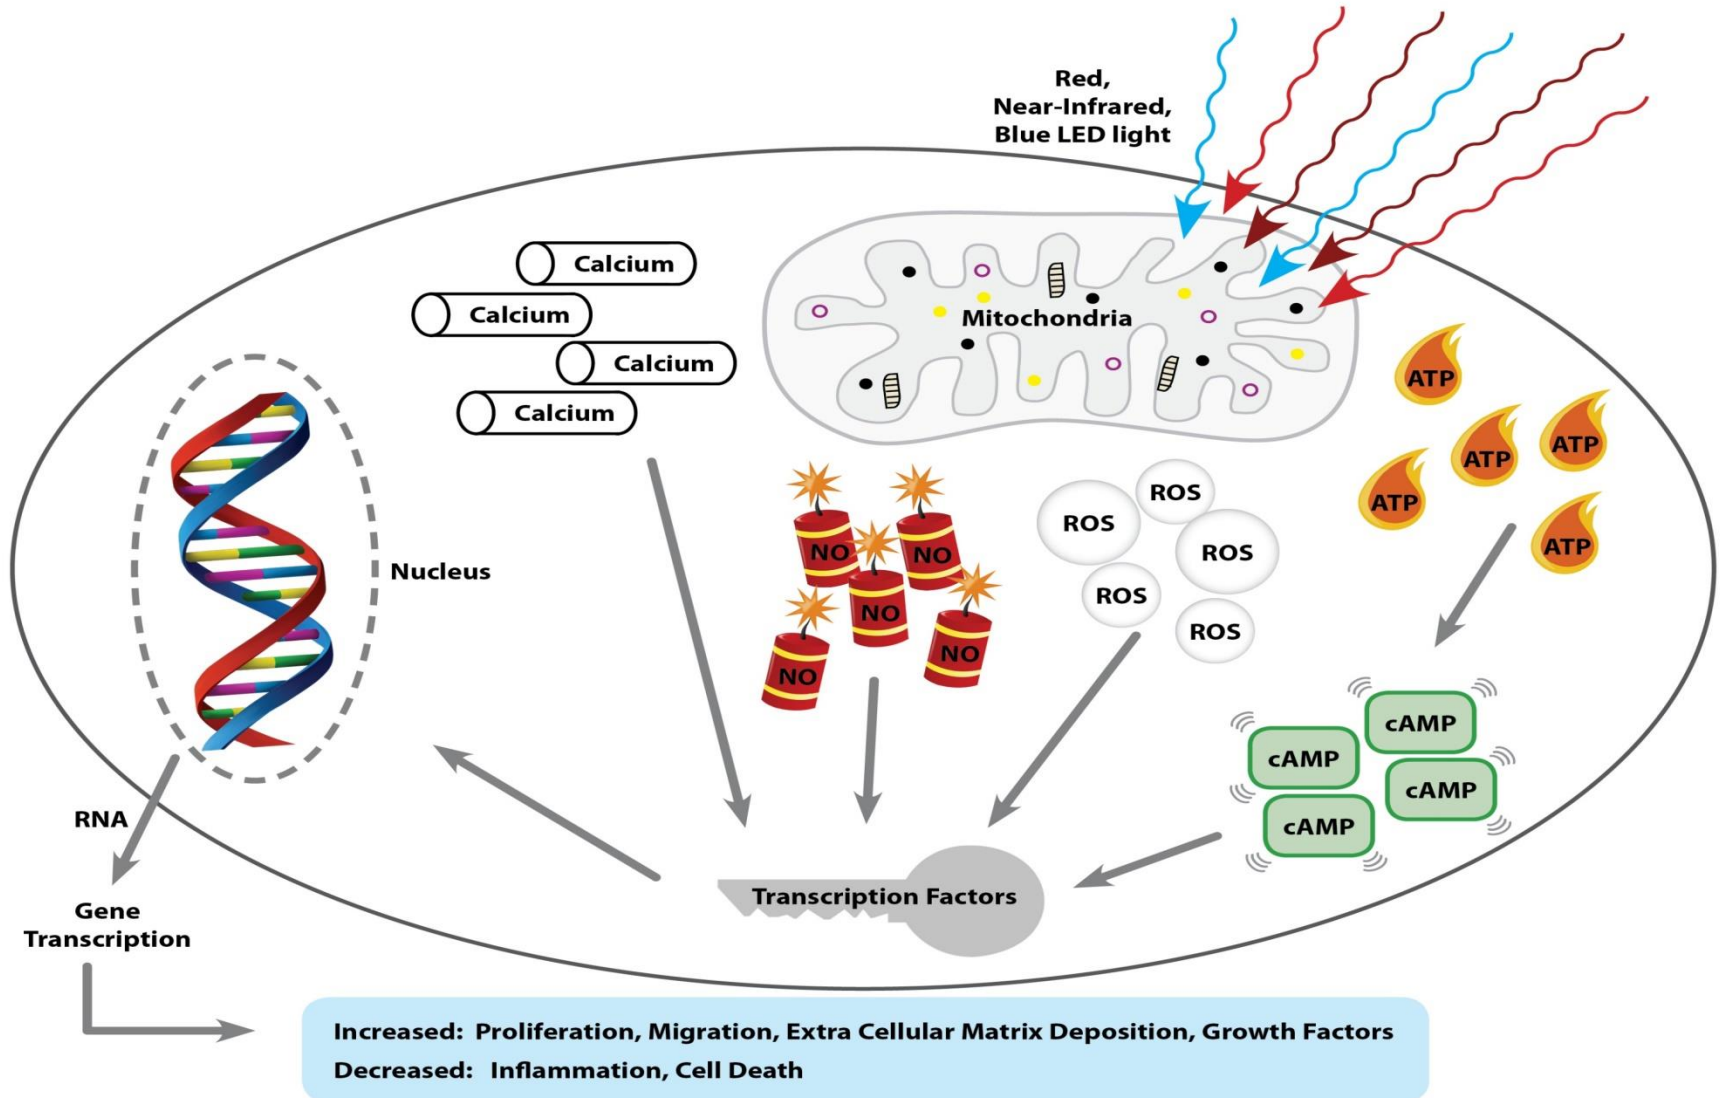 Red,
Near-Infrared,
Blue LED light
Calcium
Calcium
Calcium
Calcium
Mitochondria
ATP
ATP
ATP
ATP
ATP
Nucleus
NO
NO
NO
NO
NO
ROS
ROS
ROS
ROS
ROS
cAMP
cAMP
cAMP
cAMP
RNA
Transcription Factors
Gene
Transcription
Increased: Proliferation, Migration, Extra Cellular Matrix Deposition, Growth Factors
Decreased: Inflammation, Cell Death